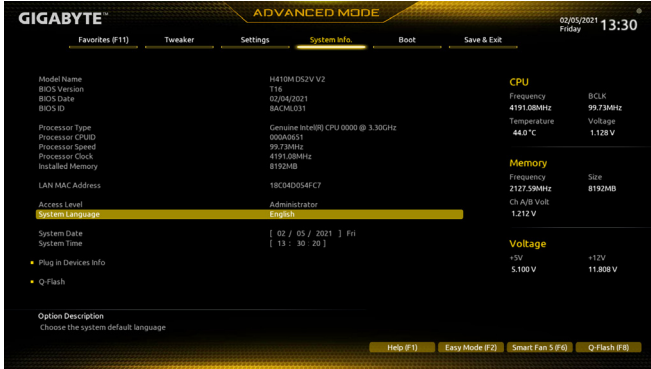 GIGABYTE™
ADVANCED MODE
02/05/2021 Friday 13:30
Favorites (F11) Tweaker Settings System Info. Boot Save & Exit
Model Name H410M DS2V V2
BIOS Version T16
BIOS Date 02/04/2021
BIOS ID 8ACML031
Processor Type Genuine Intel(R) CPU 0000 @ 3.30GHz
Processor CPUID 000A0651
Processor Speed 99.73MHz
Processor Clock 4191.08MHz
Installed Memory 8192MB
LAN MAC Address 18C04D054FC7
Access Level Administrator
System Language English
System Date [ 02 / 05 / 2021 ] Fri
System Time [ 13 : 30 : 20 ]
Plug in Devices Info
Q-Flash
CPU
Frequency BCLK
4191.08MHz 99.73MHz
Temperature Voltage
44.0 °C 1.128 V
Memory
Frequency Size
2127.59MHz 8192MB
Ch A/B Volt
1.212 V
Voltage
+5V +12V
5.100 V 11.808 V
Option Description
Choose the system default language
Help (F1) Easy Mode (F2) Smart Fan 5 (F6) Q-Flash (F8)